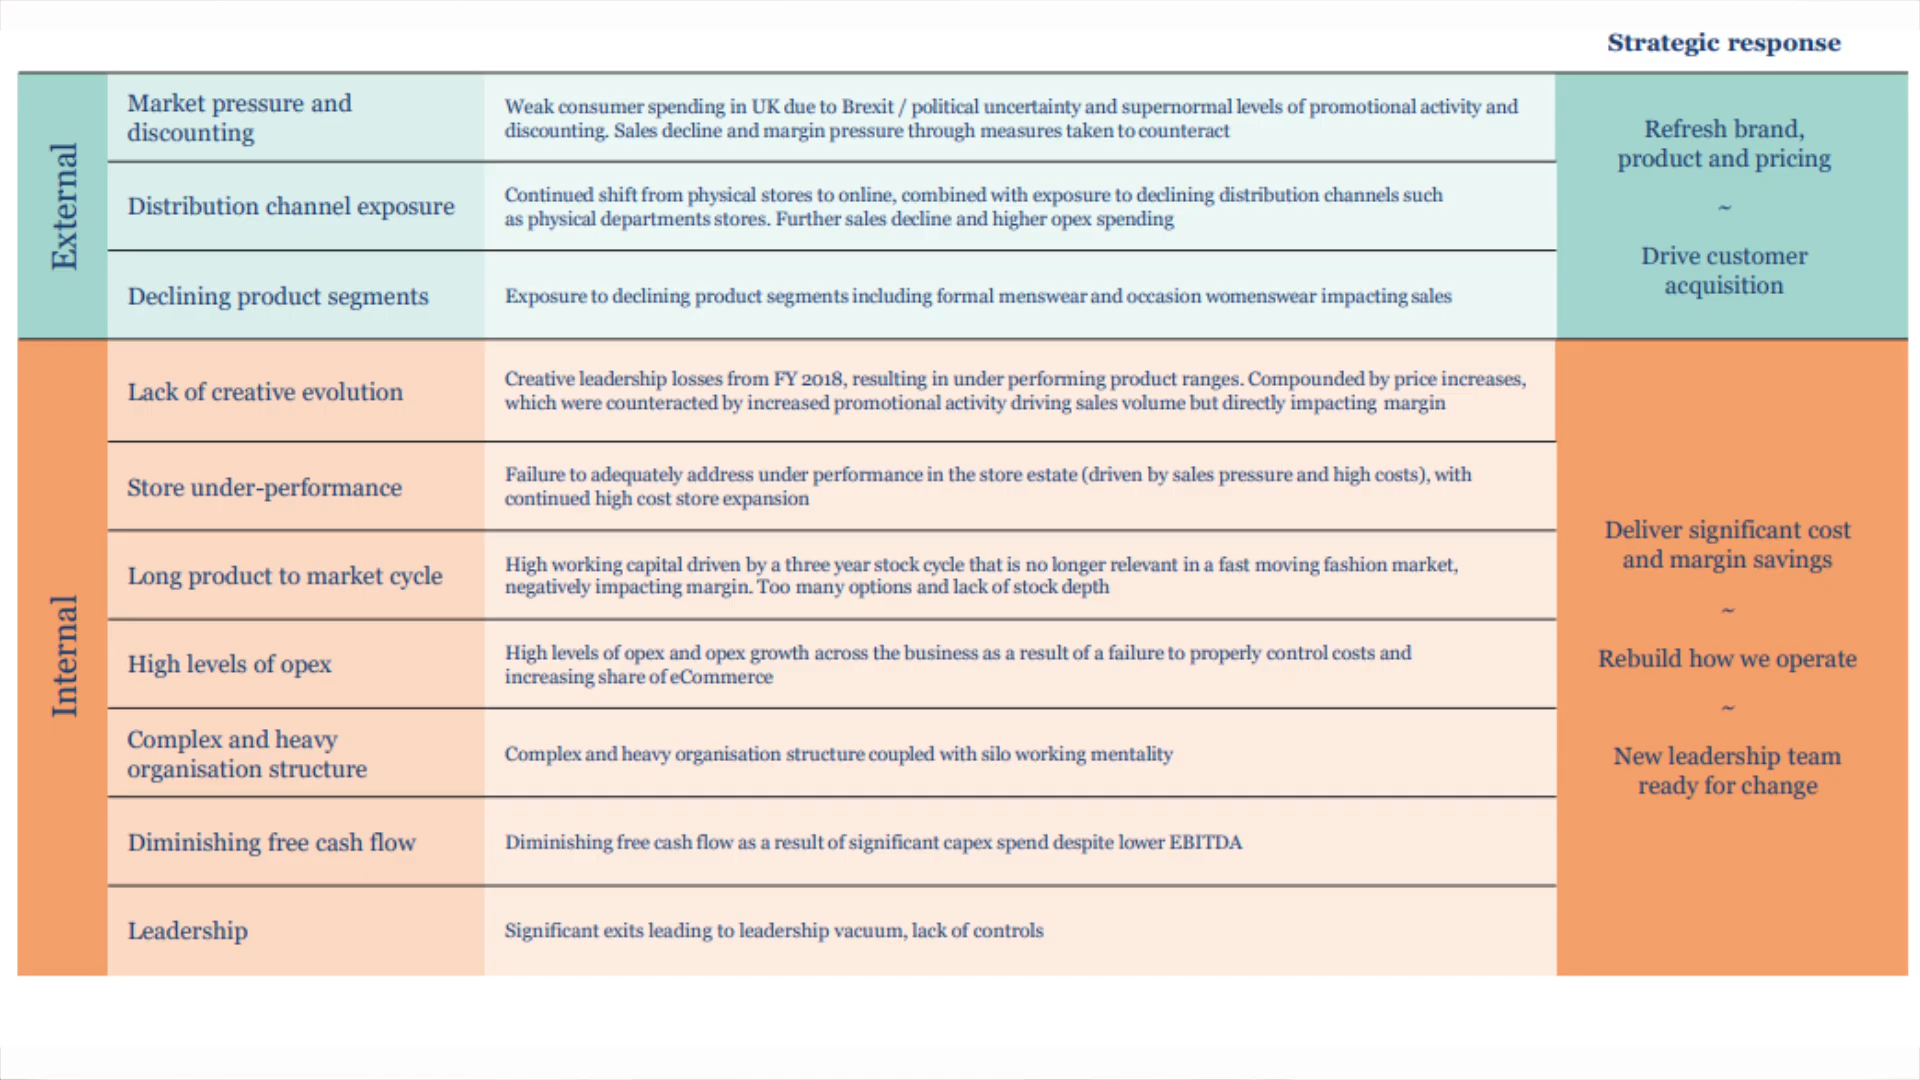 Strategic response
External
Market pressure and
discounting
Weak consumer spending in UK due to Brexit / political uncertainty and supernormal levels of promotional activity and
discounting. Sales decline and margin pressure through measures taken to counteract
Distribution channel exposure
Continued shift from physical stores to online, combined with exposure to declining distribution channels such
as physical departments stores. Further sales decline and higher opex spending
Declining product segments
Exposure to declining product segments including formal menswear and occasion womenswear impacting sales
Refresh brand,
product and pricing
~
Drive customer
acquisition
Internal
Lack of creative evolution
Creative leadership losses from FY 2018, resulting in under performing product ranges. Compounded by price increases,
which were counteracted by increased promotional activity driving sales volume but directly impacting margin
Store under-performance
Failure to adequately address under performance in the store estate (driven by sales pressure and high costs), with
continued high cost store expansion
Long product to market cycle
High working capital driven by a three year stock cycle that is no longer relevant in a fast moving fashion market,
negatively impacting margin. Too many options and lack of stock depth
High levels of opex
High levels of opex and opex growth across the business as a result of a failure to properly control costs and
increasing share of eCommerce
Complex and heavy
organisation structure
Complex and heavy organisation structure coupled with silo working mentality
Diminishing free cash flow
Diminishing free cash flow as a result of significant capex spend despite lower EBITDA
Leadership
Significant exits leading to leadership vacuum, lack of controls
Deliver significant cost
and margin savings
~
Rebuild how we operate
~
New leadership team
ready for change